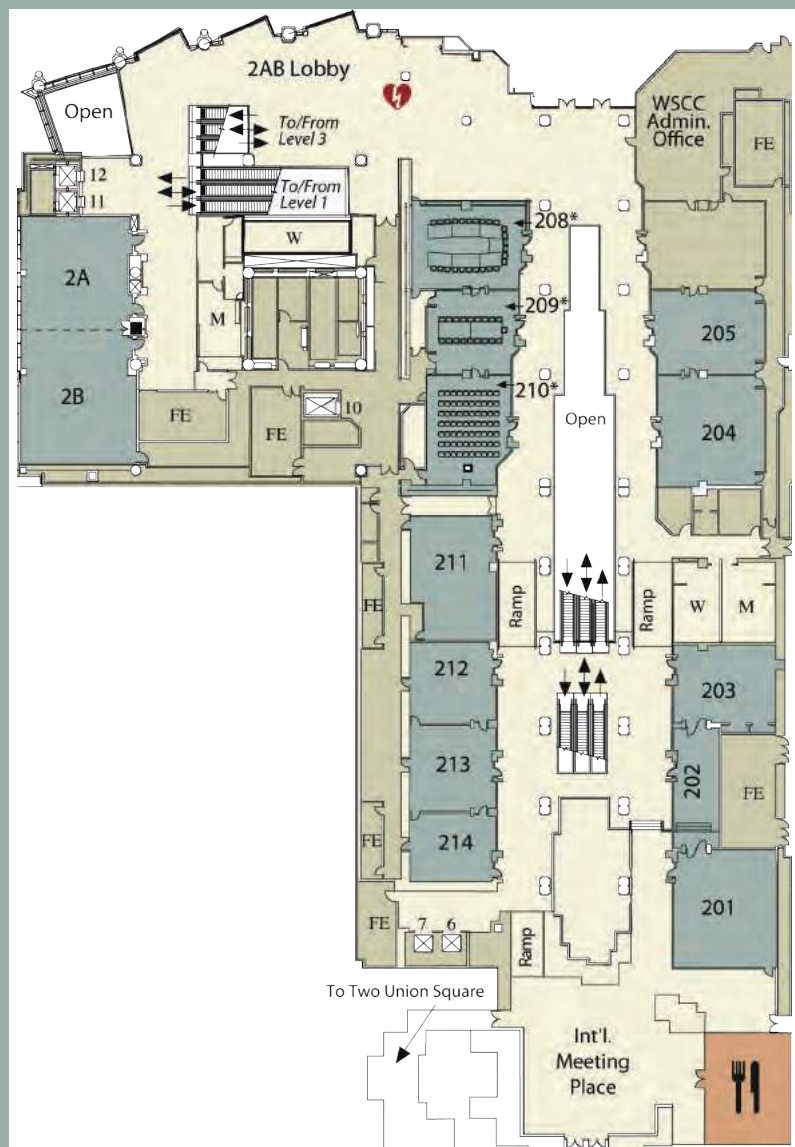 2AB Lobby
Open
To/From
Level 3
WSCC
Admin.
Office
FE
12
11
To/From
Level 1
208*
W
2A
209*
205
M
2B
210*
10
Open
204
FE
FE
211
Ramp
Ramp
W
M
FE
212
203
213
202
FE
FE
214
201
FE
7
6
Ramp
To Two Union Square
Int'l.
Meeting
Place